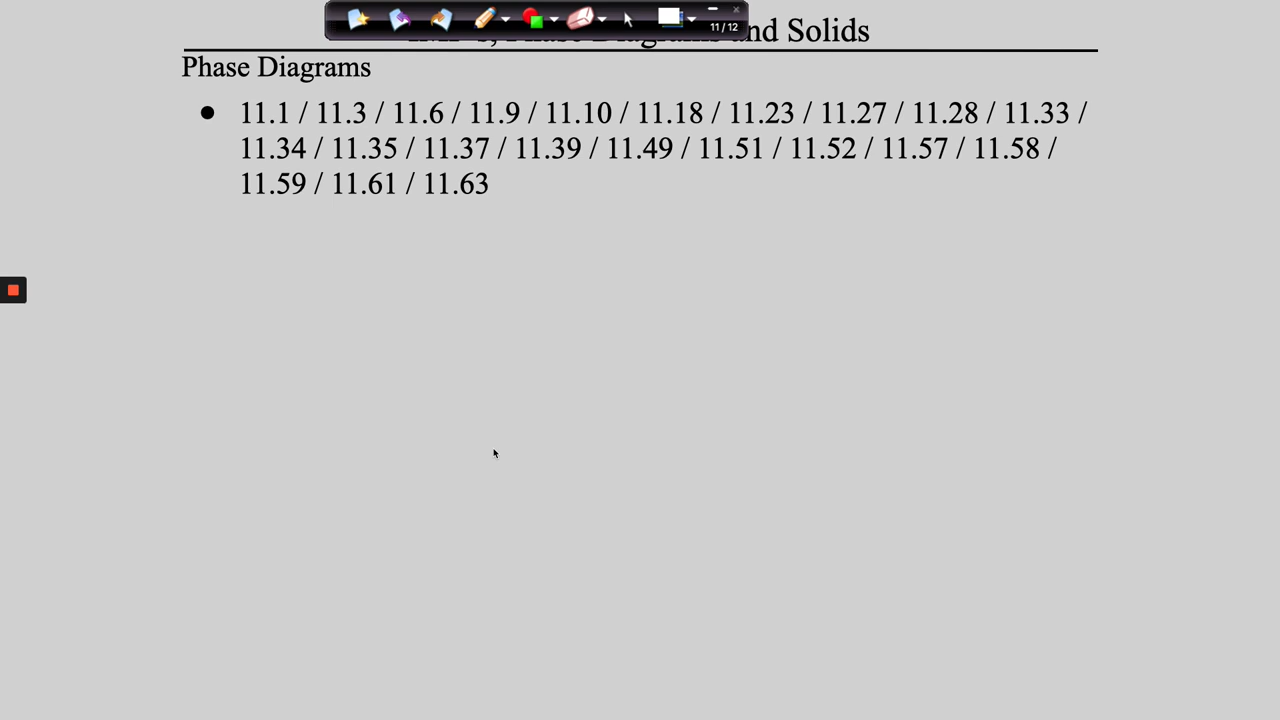 11 / 12
and Solids
Phase Diagrams
● 11.1 / 11.3 / 11.6 / 11.9 / 11.10 / 11.18 / 11.23 / 11.27 / 11.28 / 11.33 /
11.34 / 11.35 / 11.37 / 11.39 / 11.49 / 11.51 / 11.52 / 11.57 / 11.58 /
11.59 / 11.61 / 11.63